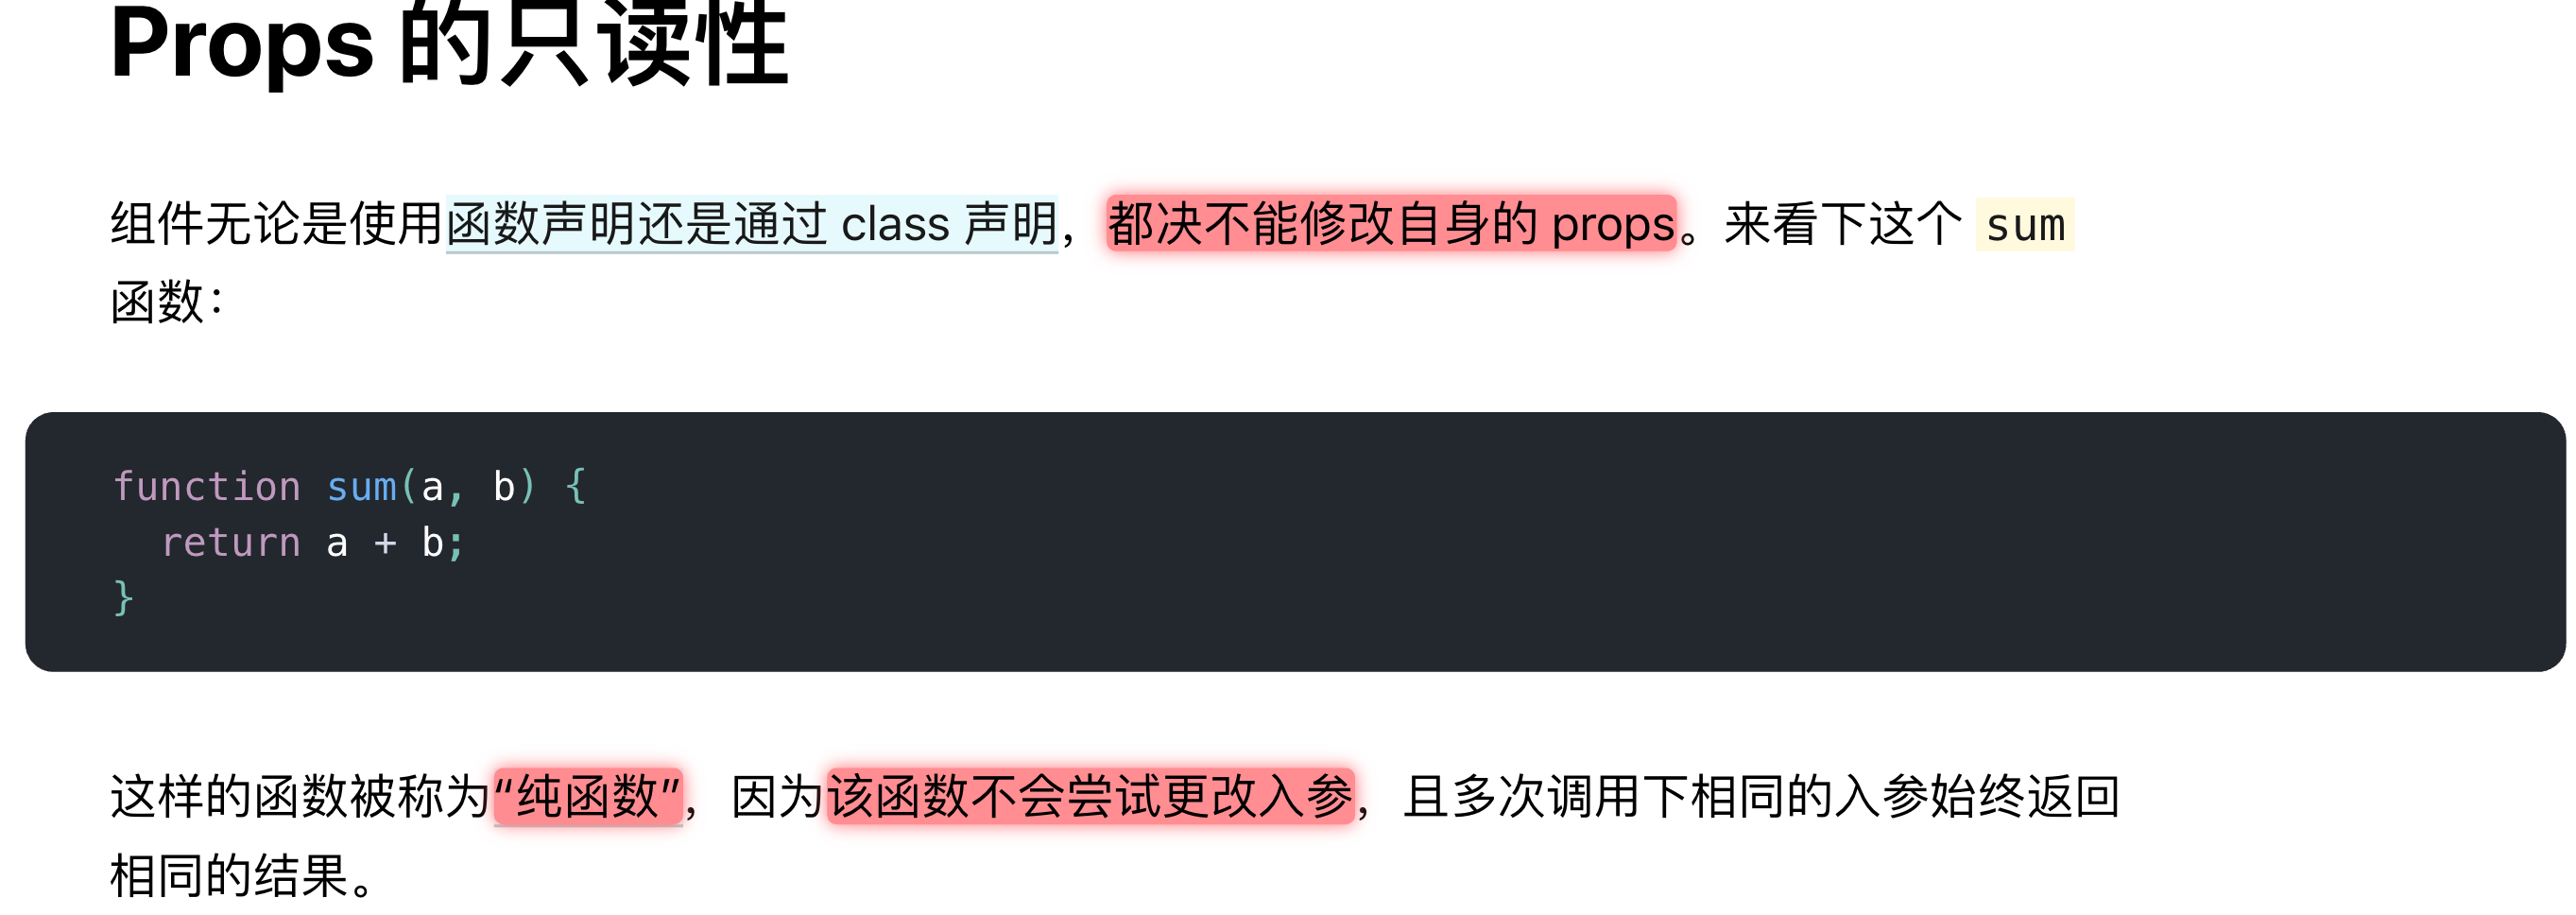 Props 的只读性
组件无论是使用函数声明还是通过 class 声明，都决不能修改自身的 props。来看下这个 sum
函数：
function sum(a, b) {
  return a + b;
}
这样的函数被称为“纯函数”，因为该函数不会尝试更改入参，且多次调用下相同的入参始终返回
相同的结果。